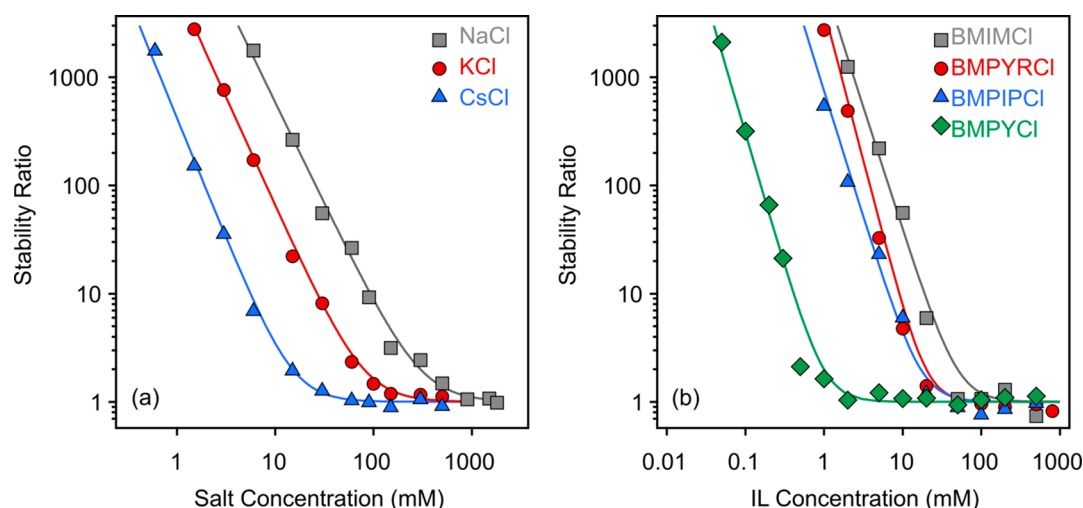 Stability Ratio
1000
100
10
1
NaCl
KCl
CsCl
(a)
1 10 100 1000
Salt Concentration (mM)
Stability Ratio
1000
100
10
1
BMIMCl
BMPYRCl
BMPIPCl
BMPYCl
(b)
0.01 0.1 1 10 100 1000
IL Concentration (mM)